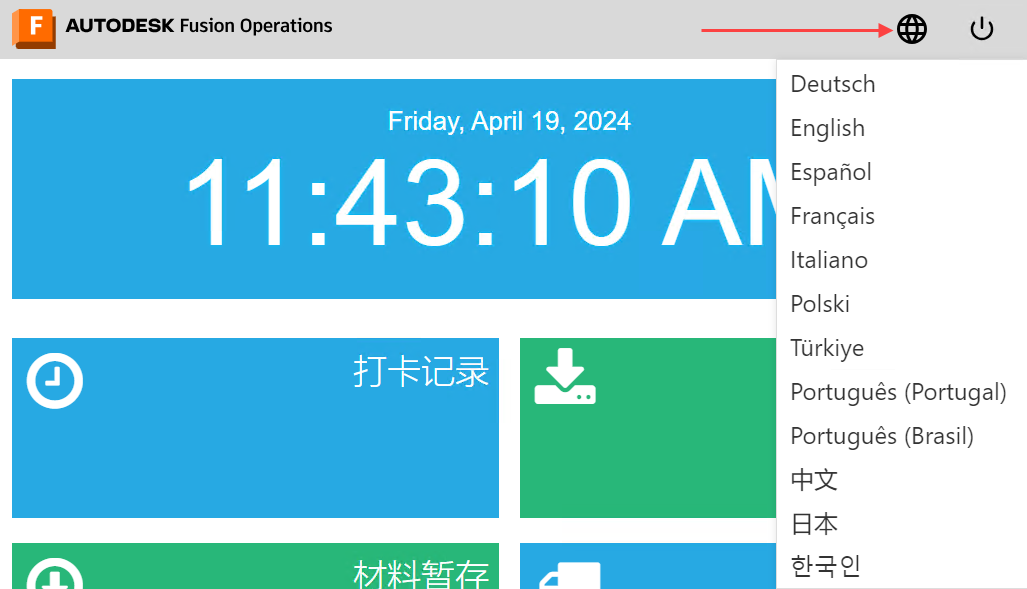 F AUTODESK Fusion Operations
Friday, April 19, 2024
11:43:10 AM
打卡记录
材料暂存
Deutsch
English
Español
Français
Italiano
Polski
Türkiye
Português (Portugal)
Português (Brasil)
中文
日本
한국인